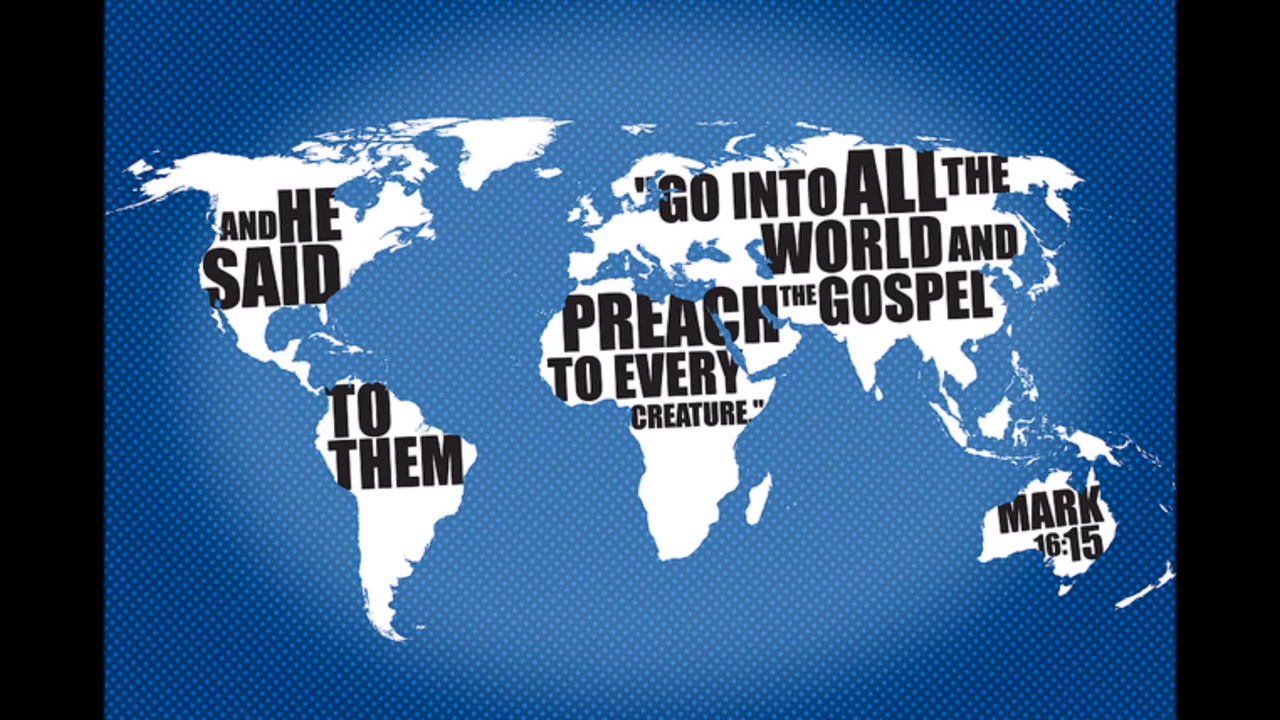 AND HE
SAID
TO
THEM
"GO INTO ALL THE
WORLD AND
PREACH THE GOSPEL
TO EVERY
CREATURE."
MARK
16:15